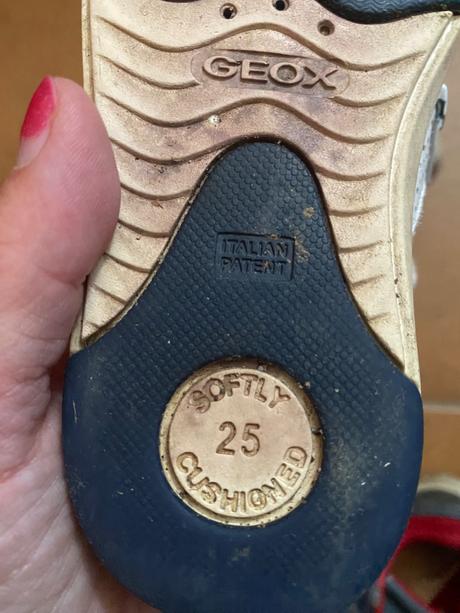 GEOX
ITALIAN
PATENT
SOFTLY
25
CUSHIONED